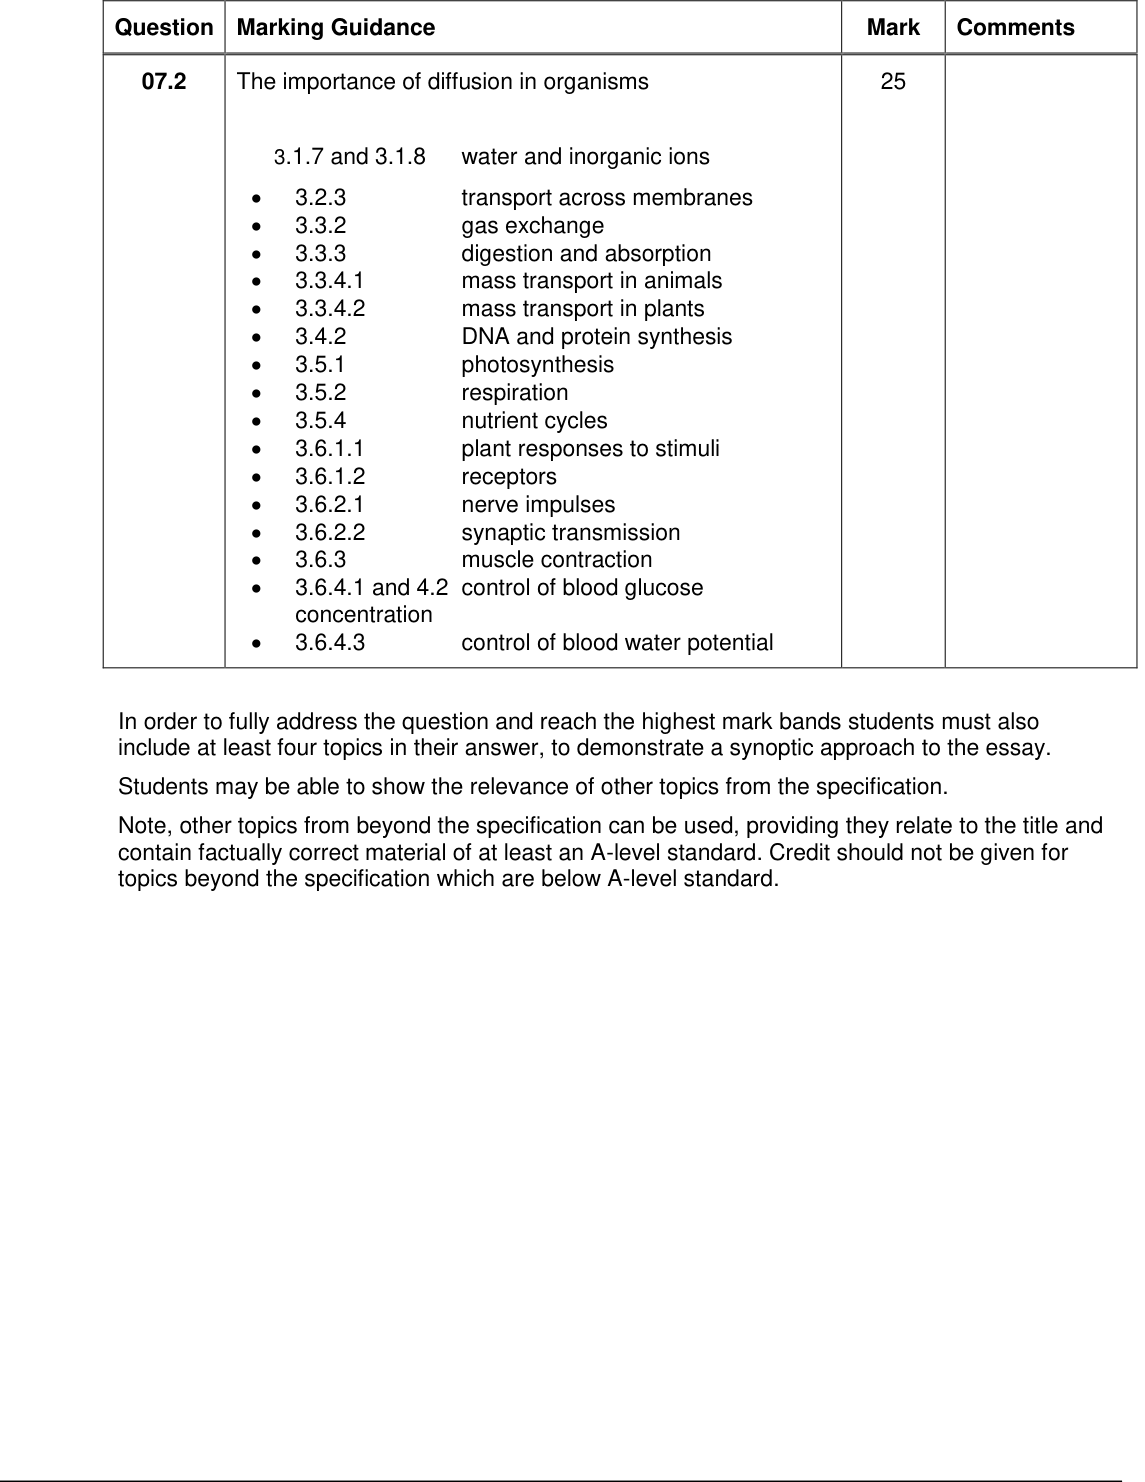 Question Marking Guidance Mark Comments
07.2 The importance of diffusion in organisms 25
3.1.7 and 3.1.8 water and inorganic ions
• 3.2.3 transport across membranes
• 3.3.2 gas exchange
• 3.3.3 digestion and absorption
• 3.3.4.1 mass transport in animals
• 3.3.4.2 mass transport in plants
• 3.4.2 DNA and protein synthesis
• 3.5.1 photosynthesis
• 3.5.2 respiration
• 3.5.4 nutrient cycles
• 3.6.1.1 plant responses to stimuli
• 3.6.1.2 receptors
• 3.6.2.1 nerve impulses
• 3.6.2.2 synaptic transmission
• 3.6.3 muscle contraction
• 3.6.4.1 and 4.2 control of blood glucose
concentration
• 3.6.4.3 control of blood water potential
In order to fully address the question and reach the highest mark bands students must also
include at least four topics in their answer, to demonstrate a synoptic approach to the essay.
Students may be able to show the relevance of other topics from the specification.
Note, other topics from beyond the specification can be used, providing they relate to the title and
contain factually correct material of at least an A-level standard. Credit should not be given for
topics beyond the specification which are below A-level standard.